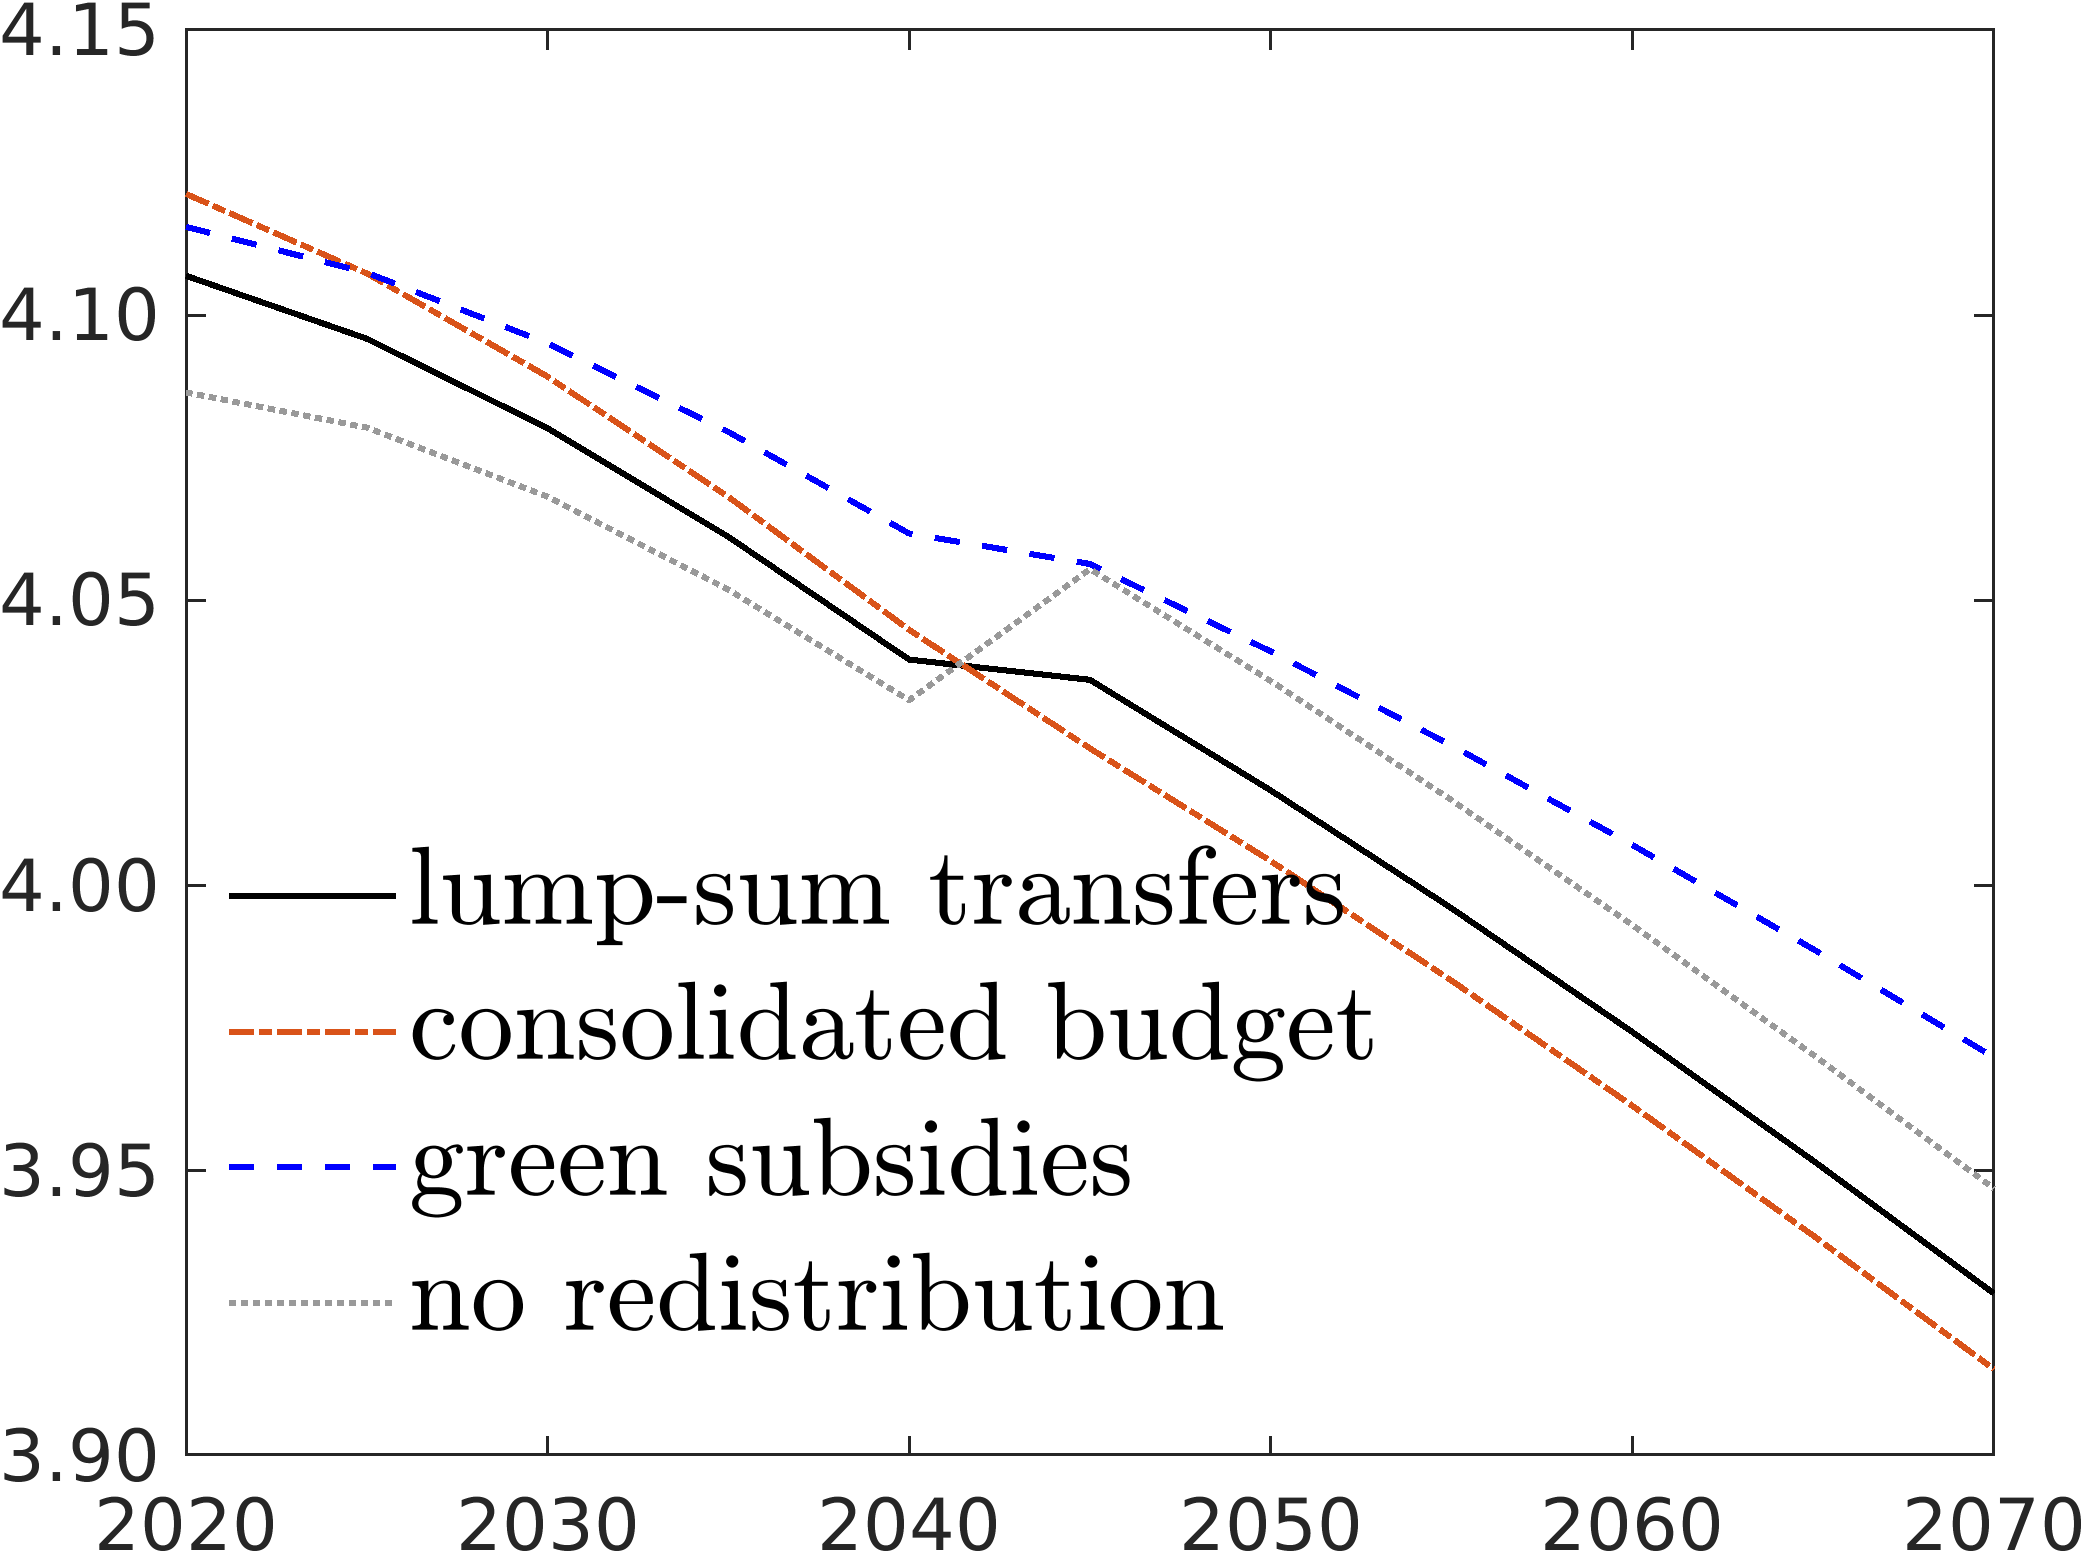 4.15
4.10
4.05
4.00
3.95
3.90
lump-sum transfers
consolidated budget
green subsidies
no redistribution
2020 2030 2040 2050 2060 2070